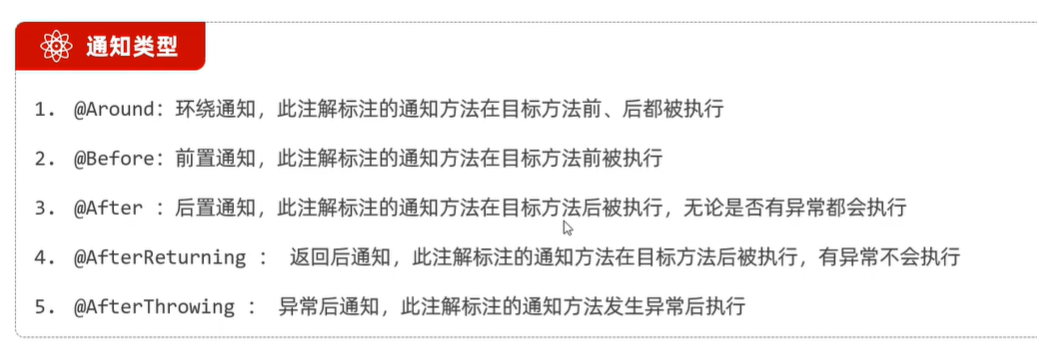 通知类型
1. @Around：环绕通知，此注解标注的通知方法在目标方法前、后都被执行
2. @Before：前置通知，此注解标注的通知方法在目标方法前被执行
3. @After ：后置通知，此注解标注的通知方法在目标方法后被执行，无论是否有异常都会执行
4. @AfterReturning ： 返回后通知，此注解标注的通知方法在目标方法后被执行，有异常不会执行
5. @AfterThrowing ： 异常后通知，此注解标注的通知方法发生异常后执行